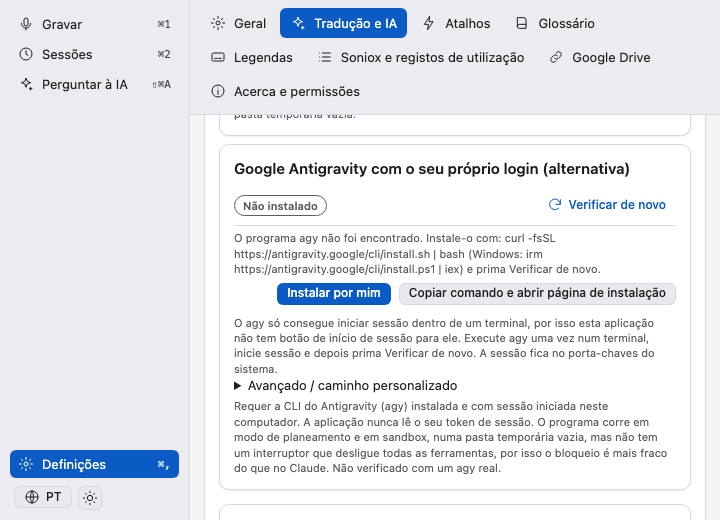 Gravar ⌘1
Sessões ⌘2
Perguntar à IA ⇧⌘A
Geral Tradução e IA Atalhos Glossário
Legendas Soniox e registos de utilização Google Drive
Acerca e permissões
pasta temporária vazia.
Google Antigravity com o seu próprio login (alternativa)
Não instalado Verificar de novo
O programa agy não foi encontrado. Instale-o com: curl -fsSL
https://antigravity.google/cli/install.sh | bash (Windows: irm
https://antigravity.google/cli/install.ps1 | iex) e prima Verificar de novo.
Instalar por mim Copiar comando e abrir página de instalação
O agy só consegue iniciar sessão dentro de um terminal, por isso esta aplicação
não tem botão de início de sessão para ele. Execute agy uma vez num terminal,
inicie sessão e depois prima Verificar de novo. A sessão fica no porta-chaves do
sistema.
Avançado / caminho personalizado
Requer a CLI do Antigravity (agy) instalada e com sessão iniciada neste
computador. A aplicação nunca lê o seu token de sessão. O programa corre em
modo de planeamento e em sandbox, numa pasta temporária vazia, mas não tem
um interruptor que desligue todas as ferramentas, por isso o bloqueio é mais fraco
do que no Claude. Não verificado com um agy real.
Definições ⌘,
PT